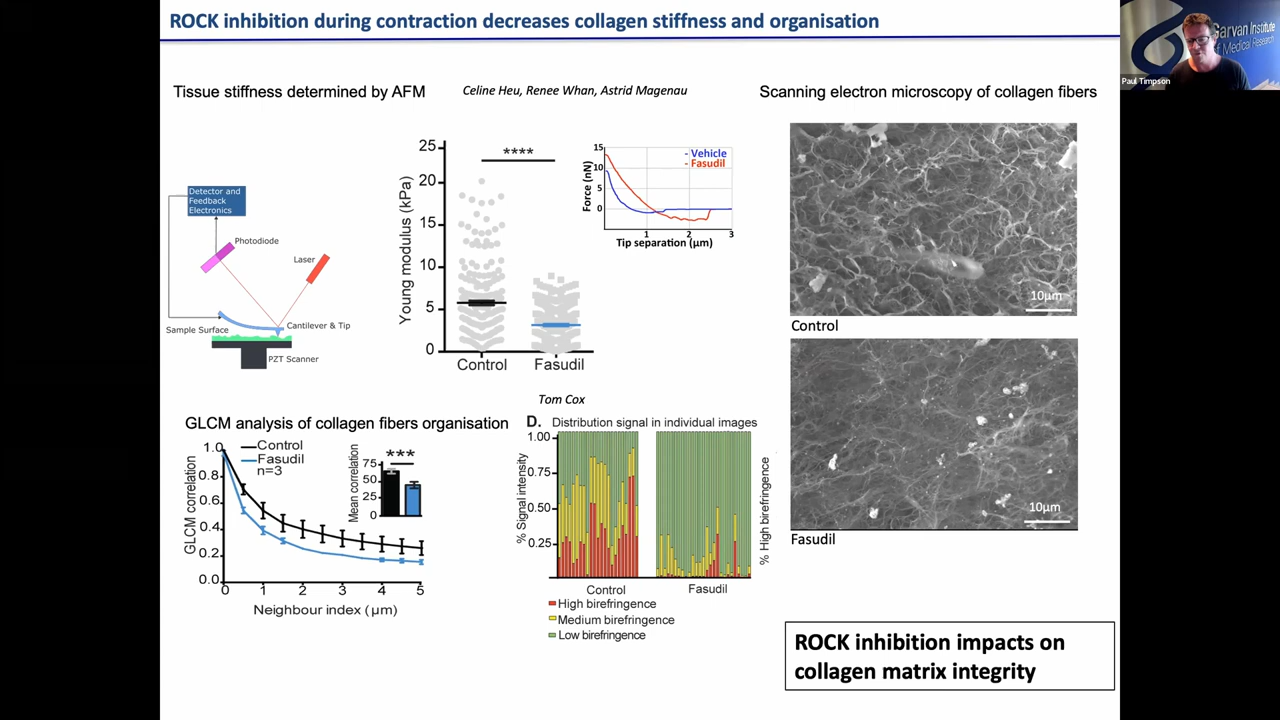 ROCK inhibition during contraction decreases collagen stiffness and organisation
Garvan Institute
of Medical Research
Paul Timpson
Tissue stiffness determined by AFM
Celine Heu, Renee Whan, Astrid Magenau
Scanning electron microscopy of collagen fibers
Detector and
Feedback
Electronics
Photodiode
Laser
Sample Surface
Cantilever & Tip
PZT Scanner
Young modulus (kPa)
25
20
15
10
5
0
****
Control
Fasudil
Force (nN)
15
10
5
0
- Vehicle
- Fasudil
1
2
3
Tip separation (µm)
10µm
Control
10µm
Fasudil
GLCM analysis of collagen fibers organisation
GLCM correlation
1.0
0.8
0.6
0.4
0.2
0.0
Control
Fasudil
n=3
0
1
2
3
4
5
Neighbour index (µm)
Mean correlation
75
50
25
0
***
Tom Cox
D. Distribution signal in individual images
% Signal intensity
1.00
0.75
0.50
0.25
Control
Fasudil
% High birefringence
High birefringence
Medium birefringence
Low birefringence
ROCK inhibition impacts on
collagen matrix integrity